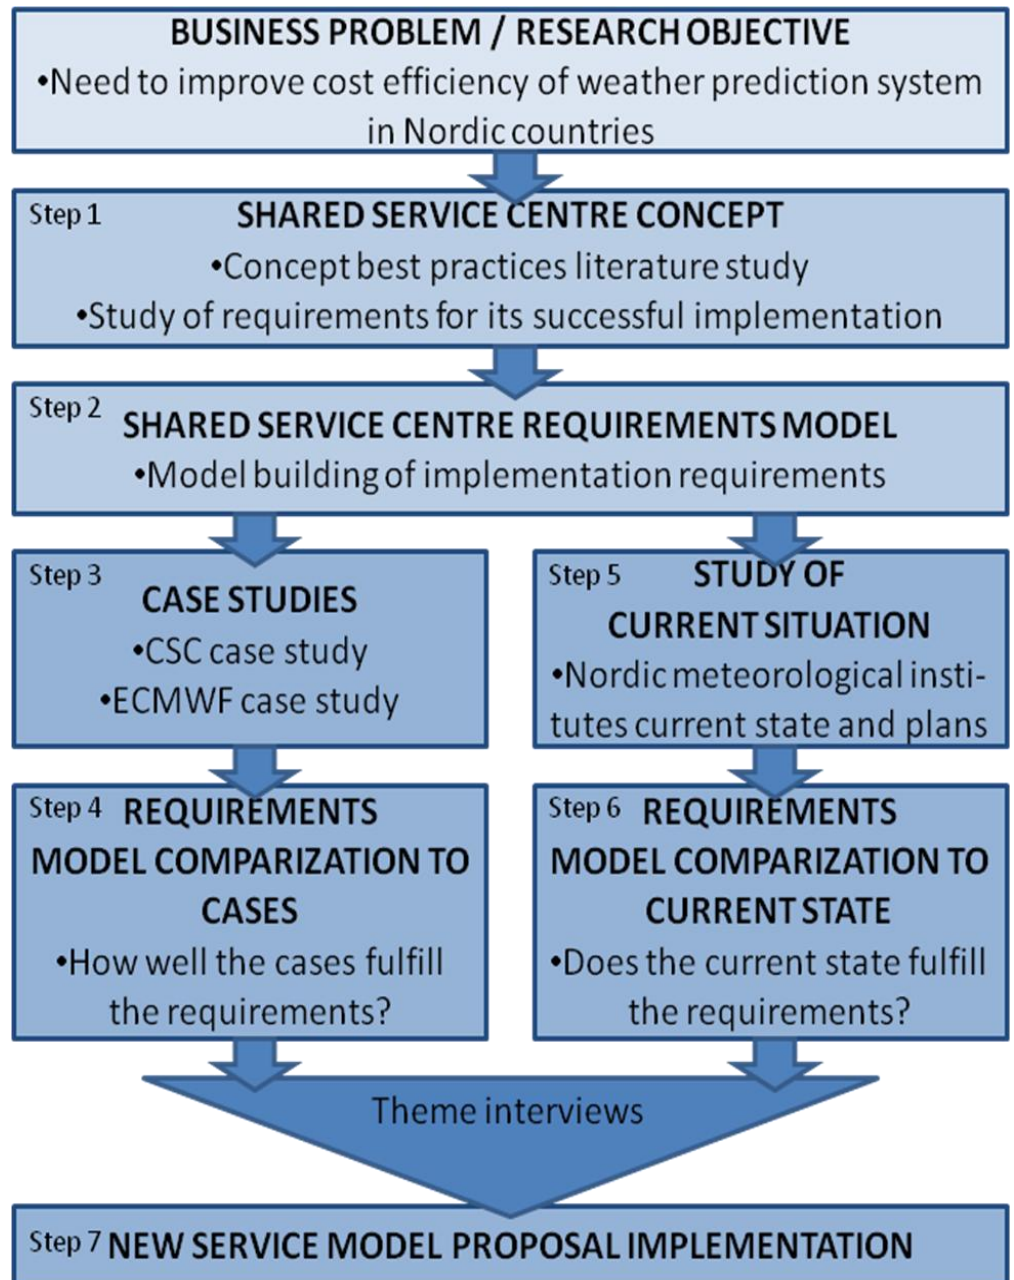 BUSINESS PROBLEM / RESEARCH OBJECTIVE
•Need to improve cost efficiency of weather prediction system
in Nordic countries
Step 1
SHARED SERVICE CENTRE CONCEPT
•Concept best practices literature study
•Study of requirements for its successful implementation
Step 2
SHARED SERVICE CENTRE REQUIREMENTS MODEL
•Model building of implementation requirements
Step 3
CASE STUDIES
•CSC case study
•ECMWF case study
Step 5
STUDY OF
CURRENT SITUATION
•Nordic meteorological insti-
tutes current state and plans
Step 4
REQUIREMENTS
MODEL COMPARIZATION TO
CASES
•How well the cases fulfill
the requirements?
Step 6
REQUIREMENTS
MODEL COMPARIZATION TO
CURRENT STATE
•Does the current state fulfill
the requirements?
Theme interviews
Step 7 NEW SERVICE MODEL PROPOSAL IMPLEMENTATION